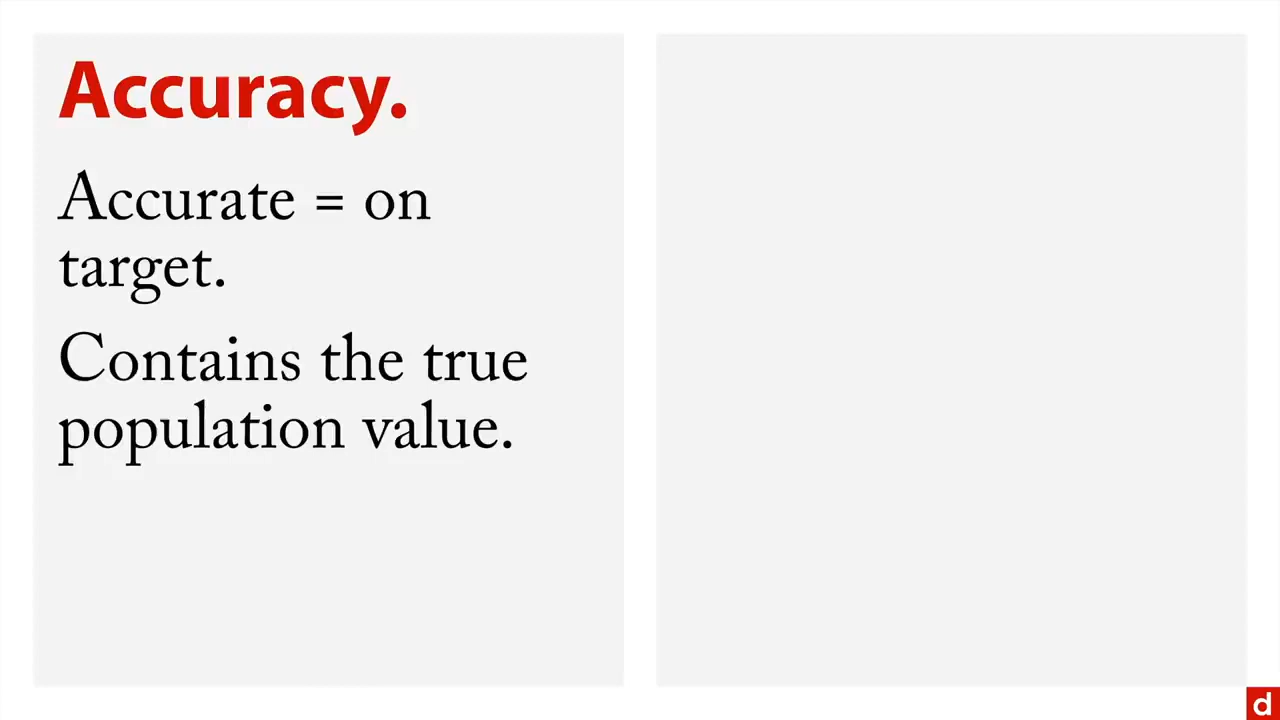 Accuracy.
Accurate = on
target.
Contains the true
population value.
d